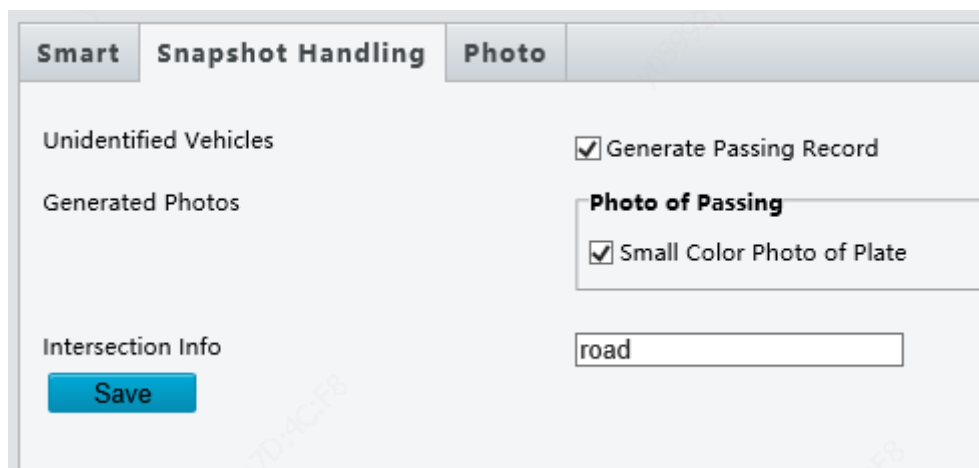 Smart Snapshot Handling Photo
Unidentified Vehicles Generate Passing Record
Generated Photos Photo of Passing
Small Color Photo of Plate
Intersection Info road
Save